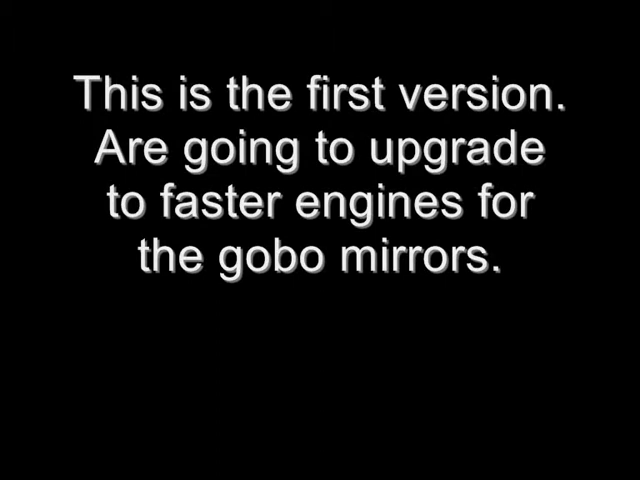 This is the first version.
Are going to upgrade
to faster engines for
the gobo mirrors.